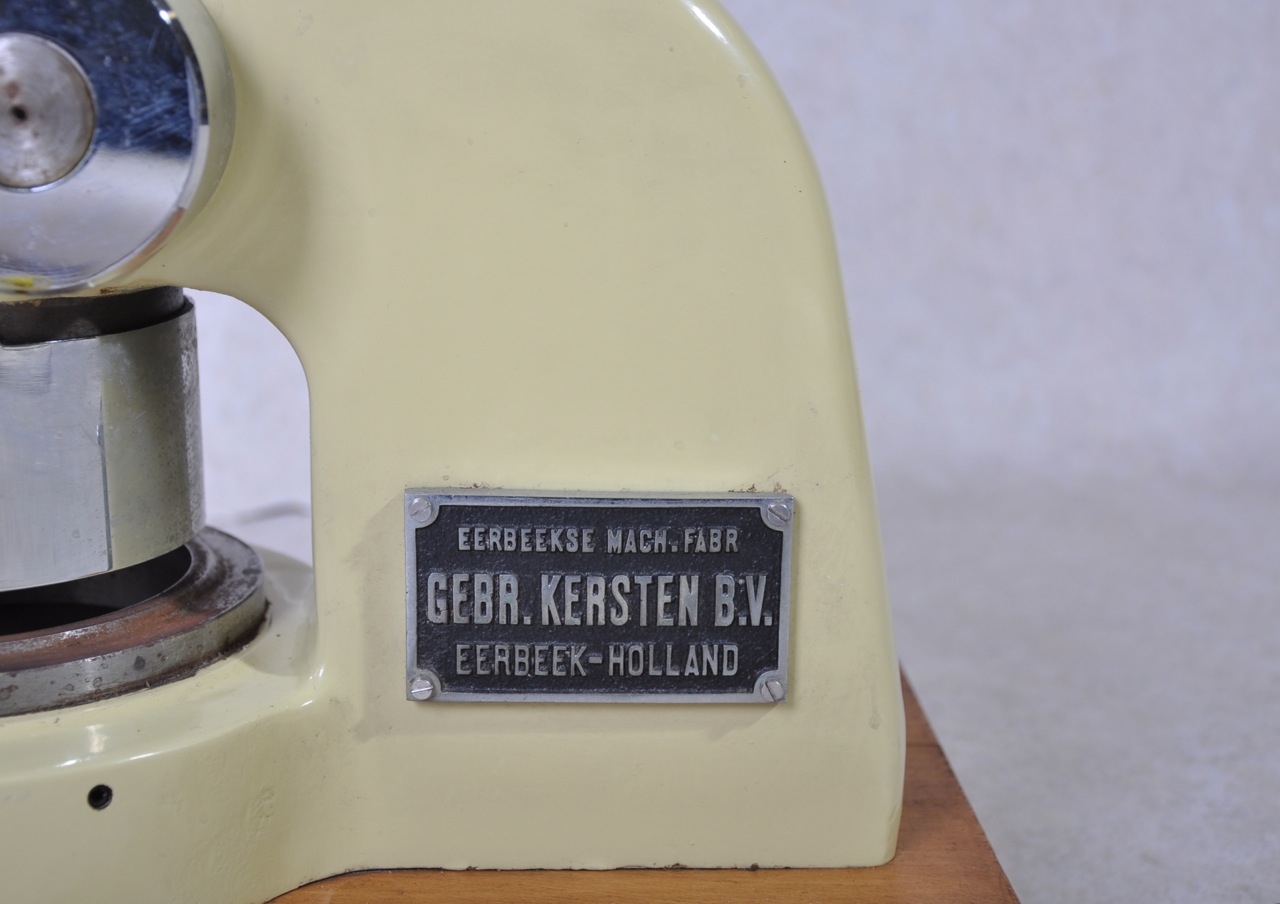 EERBEEKSE MACH. FABR
GEBR. KERSTEN B.V.
EERBEEK-HOLLAND